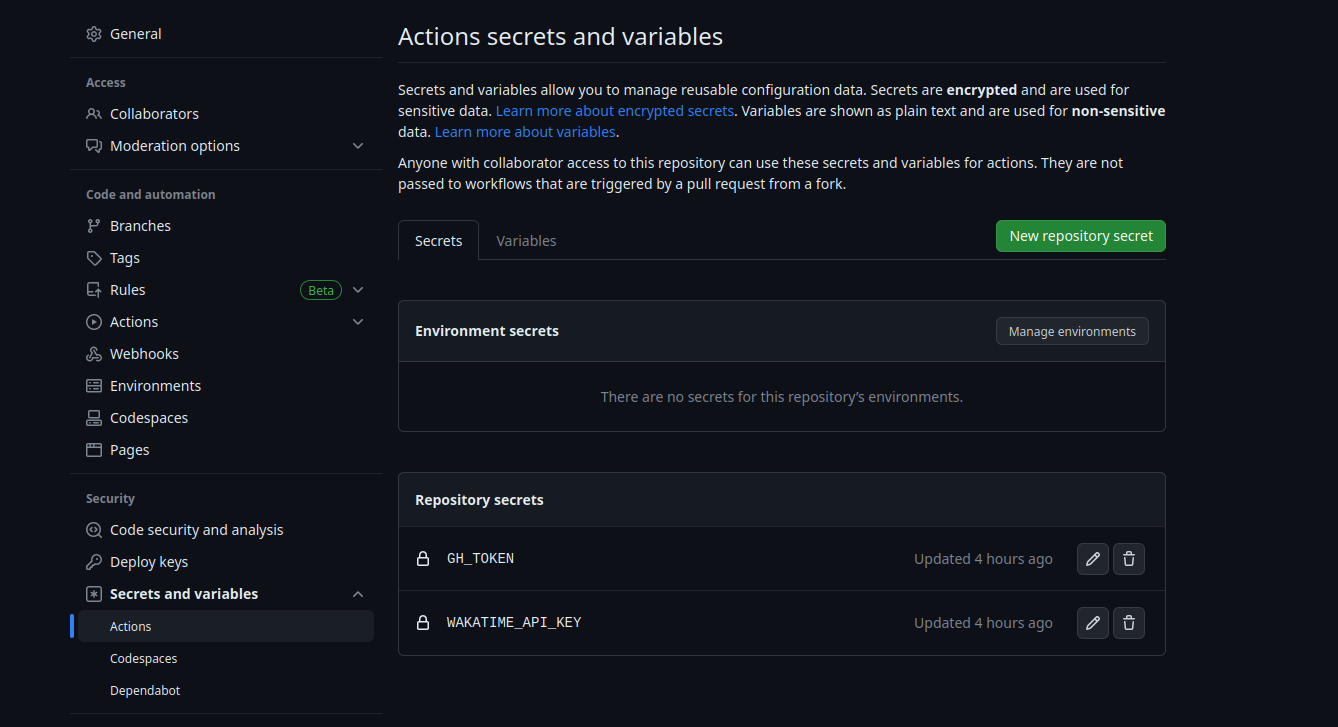 General
Access
Collaborators
Moderation options
Code and automation
Branches
Tags
Rules Beta
Actions
Webhooks
Environments
Codespaces
Pages
Security
Code security and analysis
Deploy keys
Secrets and variables
Actions
Codespaces
Dependabot
Actions secrets and variables
Secrets and variables allow you to manage reusable configuration data. Secrets are encrypted and are used for
sensitive data. Learn more about encrypted secrets. Variables are shown as plain text and are used for non-sensitive
data. Learn more about variables.
Anyone with collaborator access to this repository can use these secrets and variables for actions. They are not
passed to workflows that are triggered by a pull request from a fork.
Secrets Variables New repository secret
Environment secrets Manage environments
There are no secrets for this repository’s environments.
Repository secrets
GH_TOKEN Updated 4 hours ago
WAKATIME_API_KEY Updated 4 hours ago